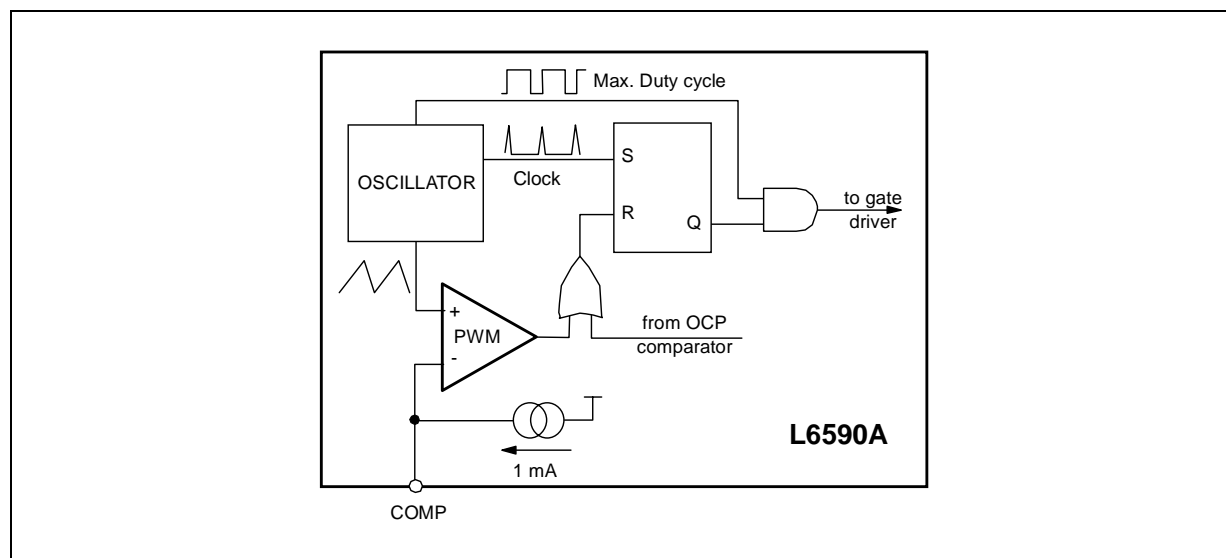 Max. Duty cycle
OSCILLATOR
Clock
S
R
Q
to gate
driver
+
PWM
-
from OCP
comparator
1 mA
L6590A
COMP